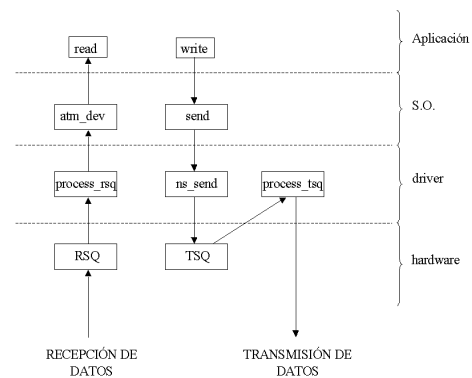 Aplicación
read
write
atm_dev
send
S.O.
process_rsq
ns_send
process_tsq
driver
RSQ
TSQ
hardware
RECEPCIÓN DE
DATOS
TRANSMISIÓN DE
DATOS